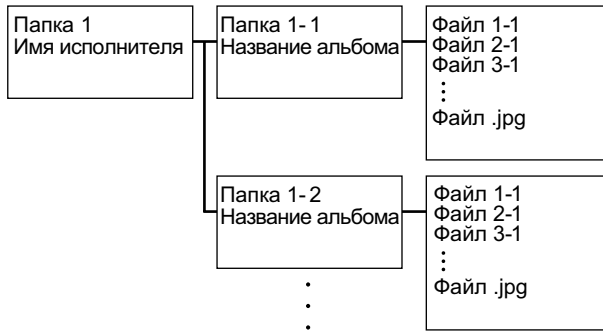 Папка 1
Имя исполнителя
Папка 1-1
Название альбома
Файл 1-1
Файл 2-1
Файл 3-1
⋮
Файл .jpg
Папка 1-2
Название альбома
Файл 1-1
Файл 2-1
Файл 3-1
⋮
Файл .jpg
⋮